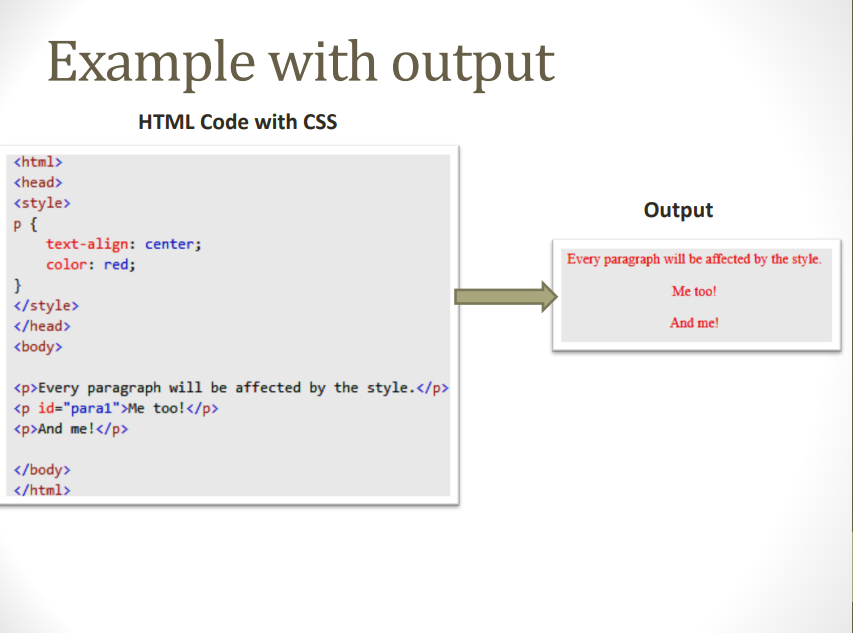 Example with output
HTML Code with CSS
<html>
<head>
<style>
p {
    text-align: center;
    color: red;
}
</style>
</head>
<body>
<p>Every paragraph will be affected by the style.</p>
<p id="para1">Me too!</p>
<p>And me!</p>
</body>
</html>
Output
Every paragraph will be affected by the style.
Me too!
And me!